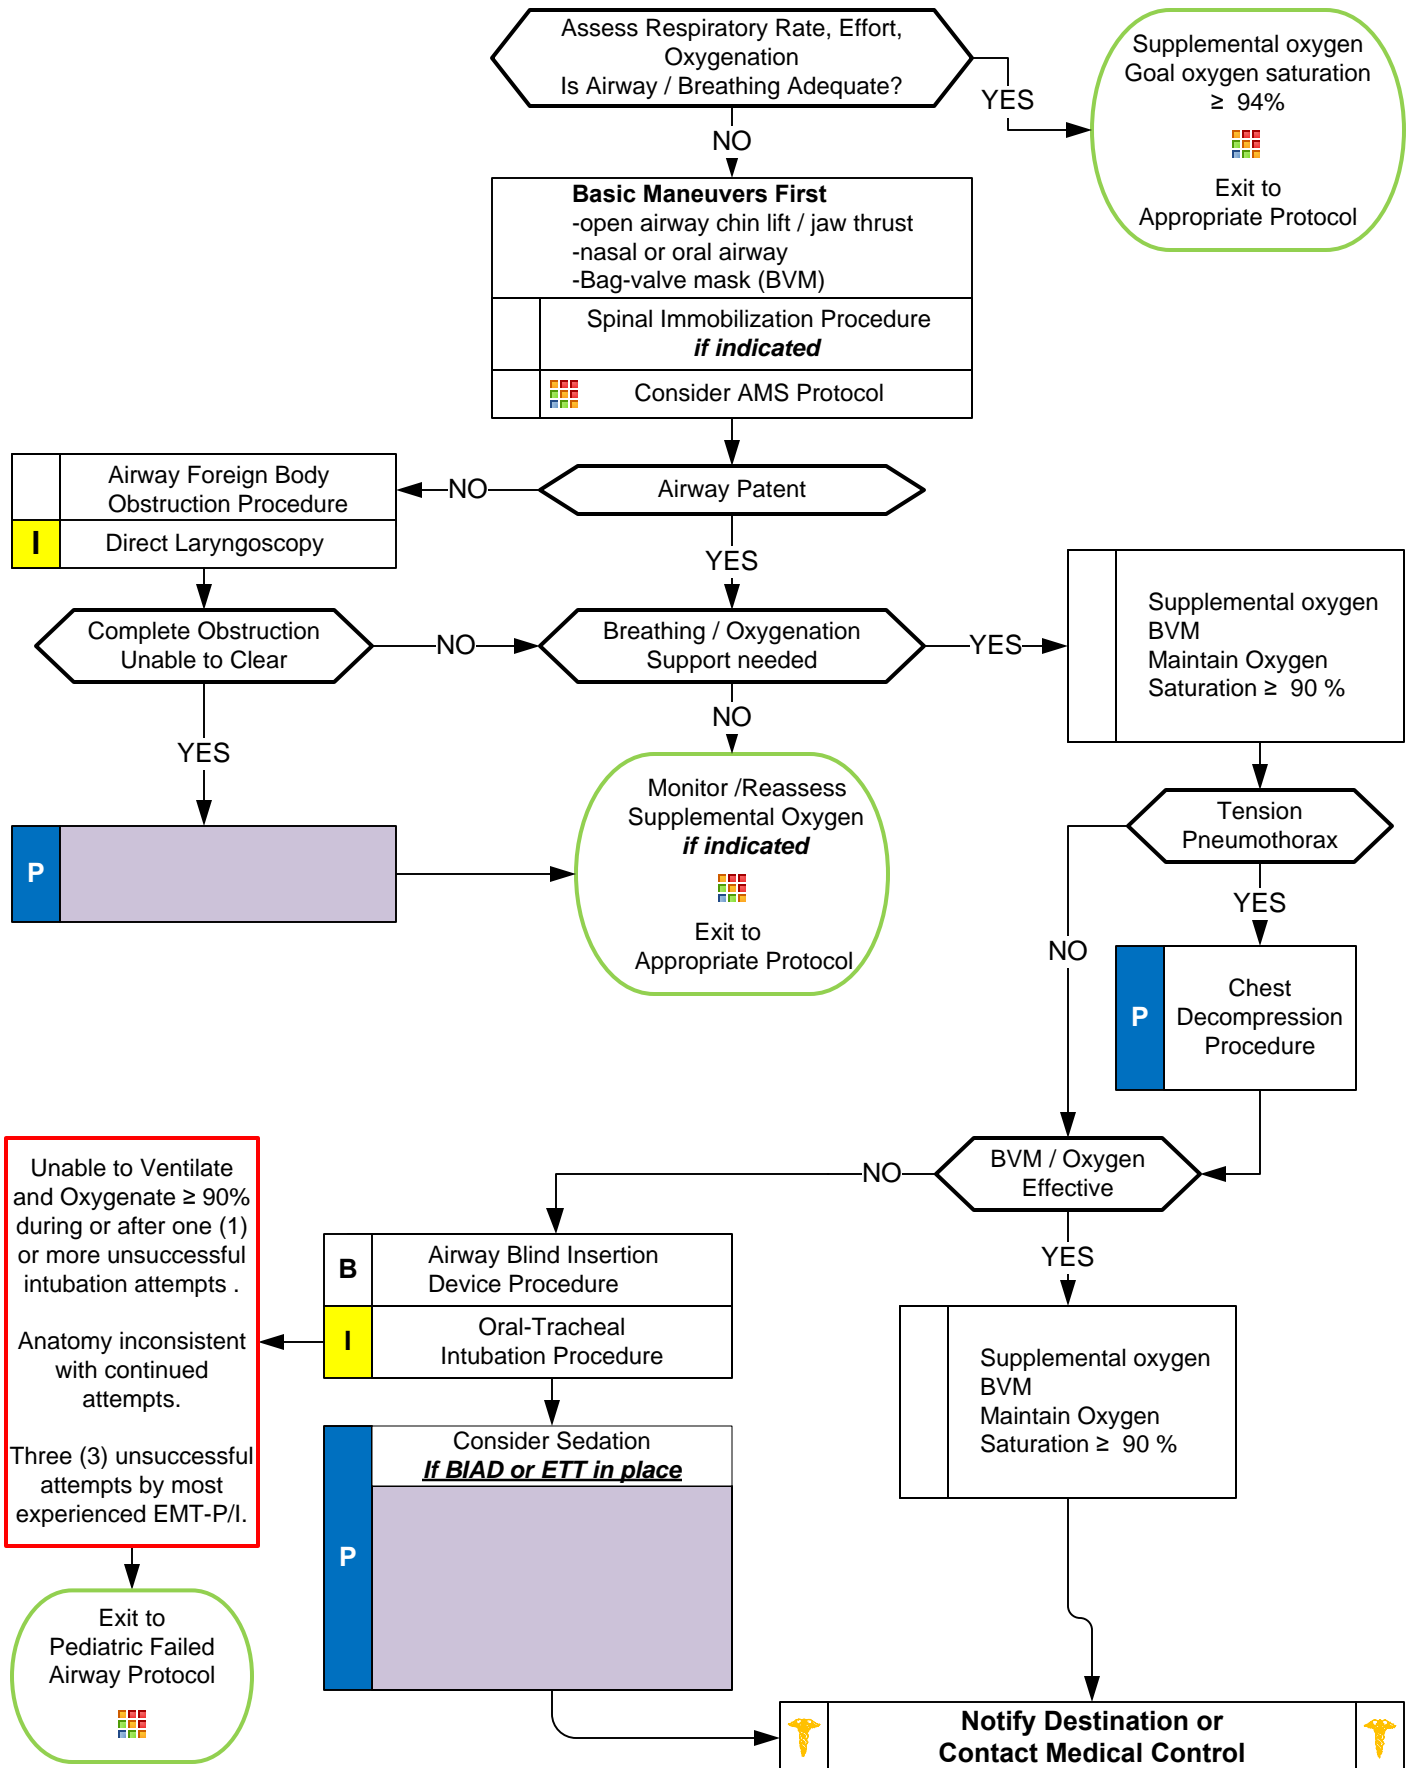 Assess Respiratory Rate, Effort,
Oxygenation
Is Airway / Breathing Adequate?
YES
Supplemental oxygen
Goal oxygen saturation
≥ 94%
Exit to
Appropriate Protocol
NO
Basic Maneuvers First
-open airway chin lift / jaw thrust
-nasal or oral airway
-Bag-valve mask (BVM)
Spinal Immobilization Procedure
if indicated
Consider AMS Protocol
Airway Patent
NO
Airway Foreign Body
Obstruction Procedure
I
Direct Laryngoscopy
YES
Complete Obstruction
Unable to Clear
NO
Breathing / Oxygenation
Support needed
YES
Supplemental oxygen
BVM
Maintain Oxygen
Saturation ≥ 90 %
YES
P
NO
Monitor /Reassess
Supplemental Oxygen
if indicated
Exit to
Appropriate Protocol
Tension
Pneumothorax
YES
NO
P
Chest
Decompression
Procedure
BVM / Oxygen
Effective
NO
YES
B
Airway Blind Insertion
Device Procedure
I
Oral-Tracheal
Intubation Procedure
Unable to Ventilate
and Oxygenate ≥ 90%
during or after one (1)
or more unsuccessful
intubation attempts .
Anatomy inconsistent
with continued
attempts.
Three (3) unsuccessful
attempts by most
experienced EMT-P/I.
Exit to
Pediatric Failed
Airway Protocol
P
Consider Sedation
If BIAD or ETT in place
Supplemental oxygen
BVM
Maintain Oxygen
Saturation ≥ 90 %
Notify Destination or
Contact Medical Control